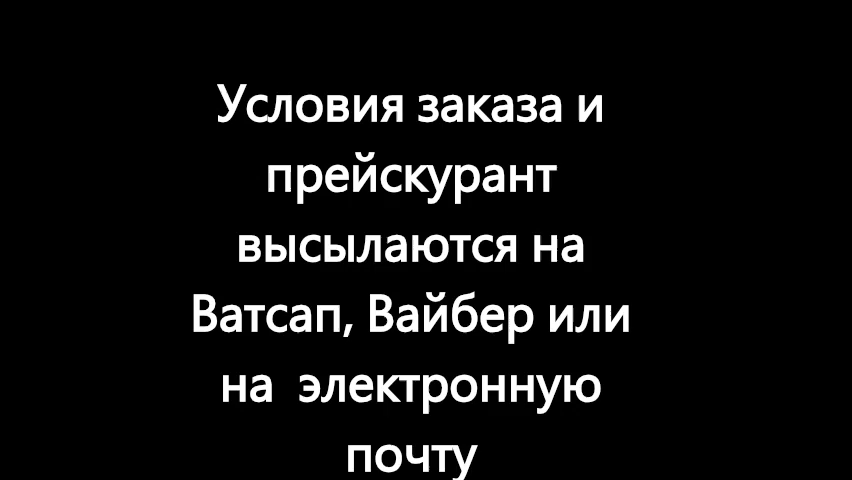 Условия заказа и
прейскурант
высылаются на
Ватсап, Вайбер или
на  электронную
почту